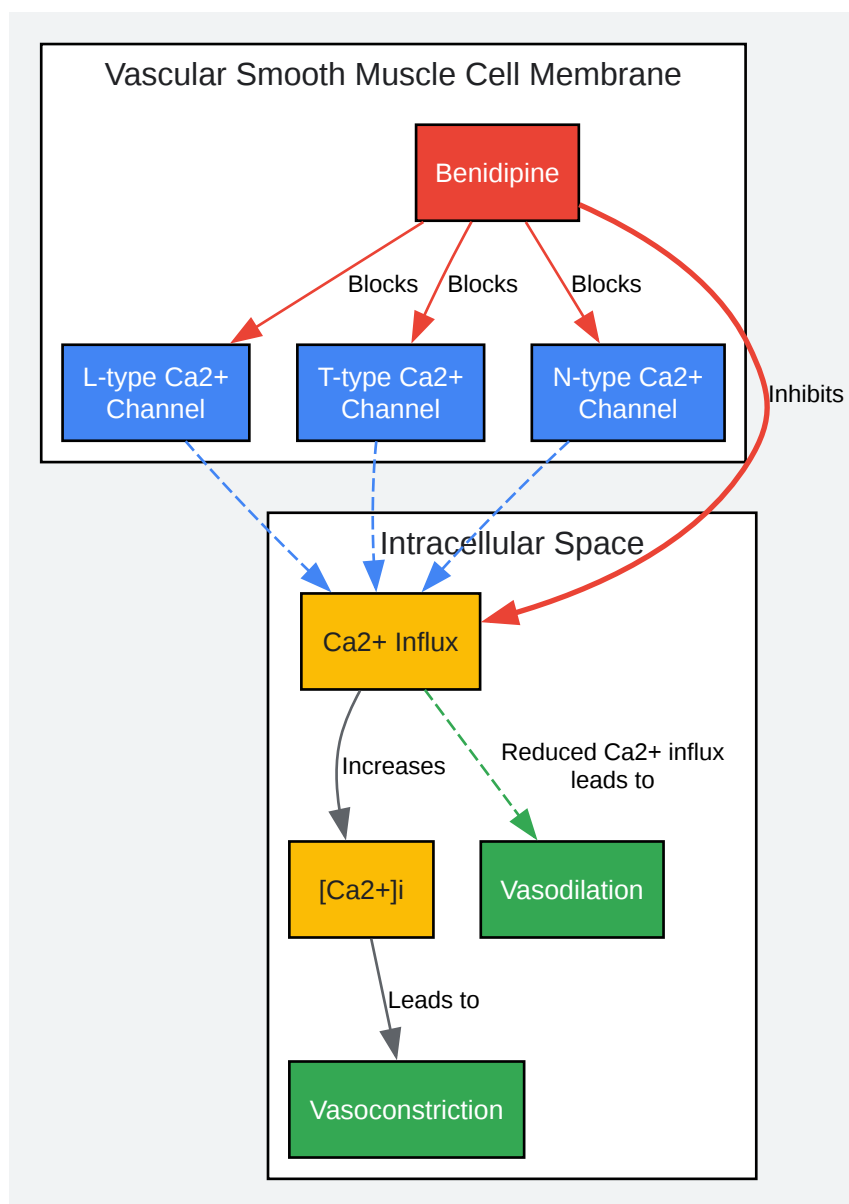 Vascular Smooth Muscle Cell Membrane
Benidipine
Blocks
Blocks
Blocks
L-type Ca2+
Channel
T-type Ca2+
Channel
N-type Ca2+
Channel
Inhibits
Intracellular Space
Ca2+ Influx
Increases
Reduced Ca2+ influx
leads to
[Ca2+]i
Vasodilation
Leads to
Vasoconstriction